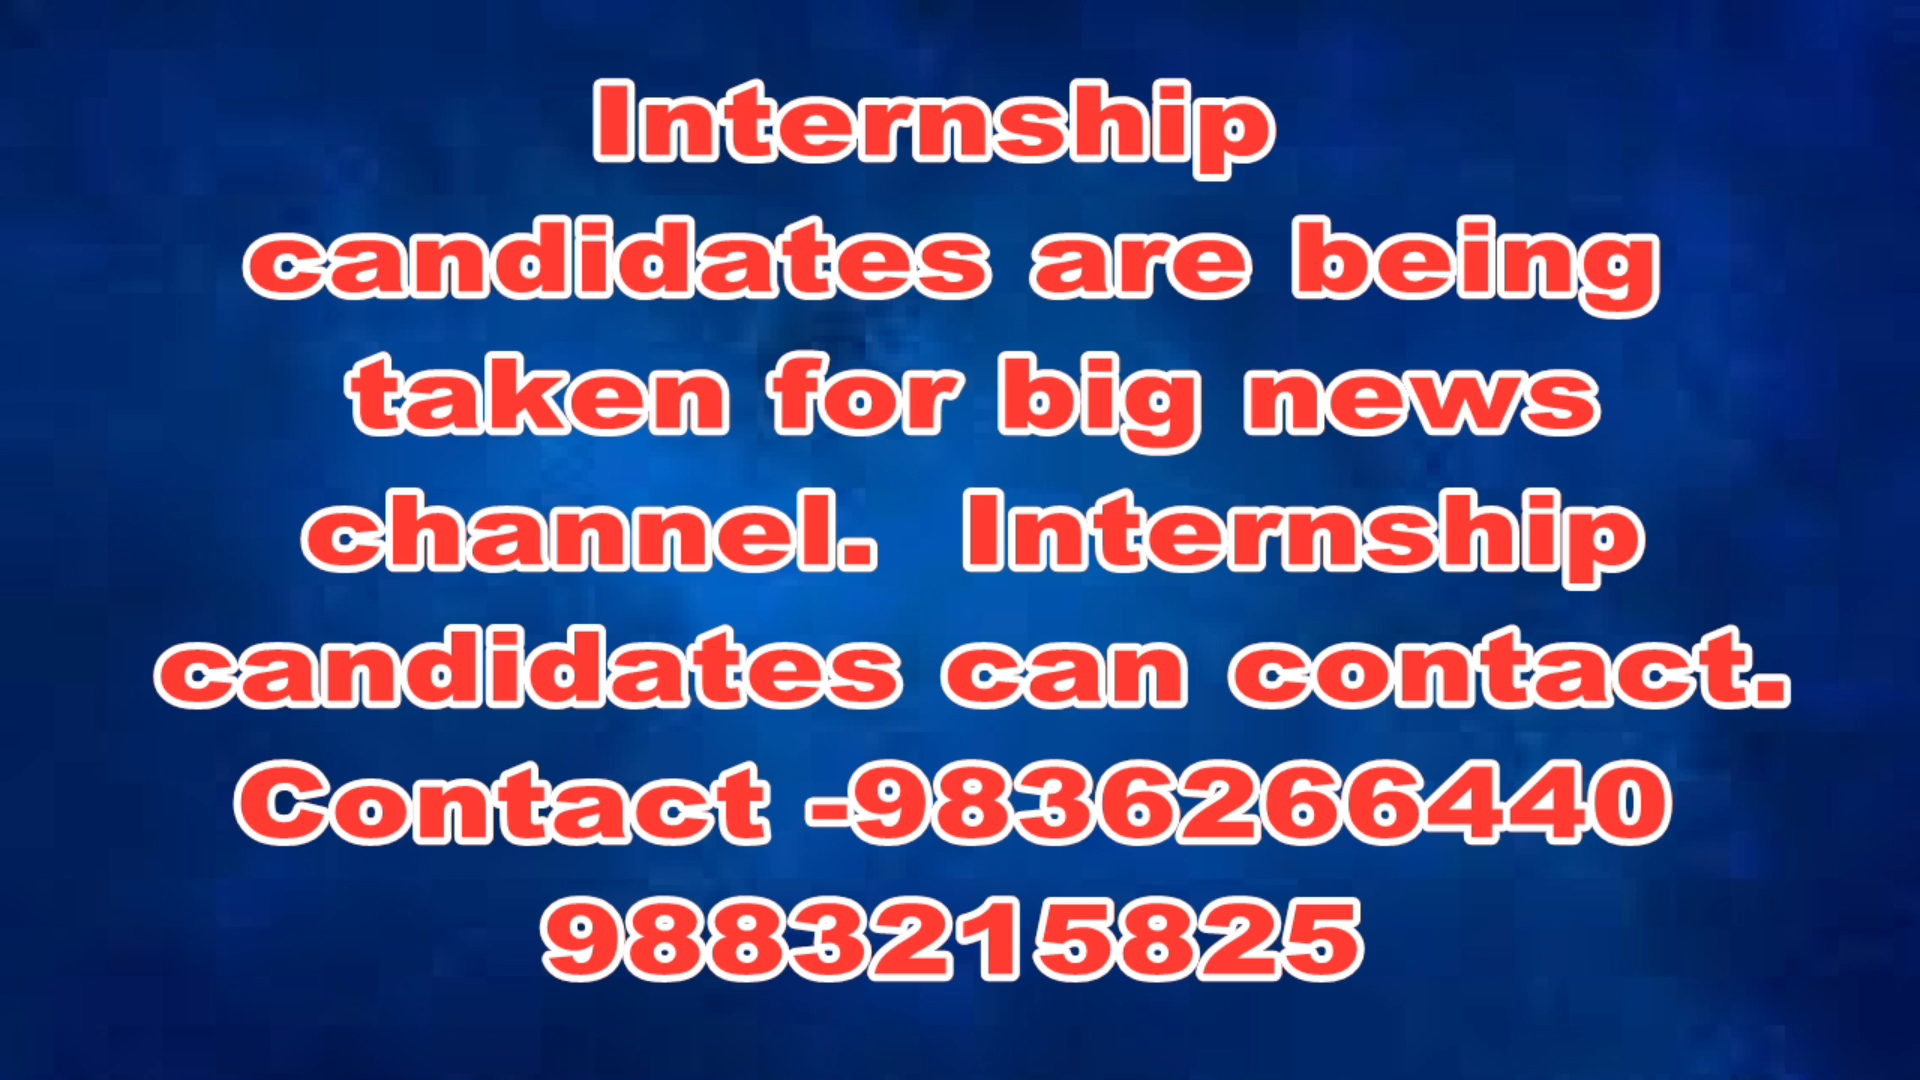 Internship
candidates are being
taken for big news
channel. Internship
candidates can contact.
Contact -9836266440
9883215825